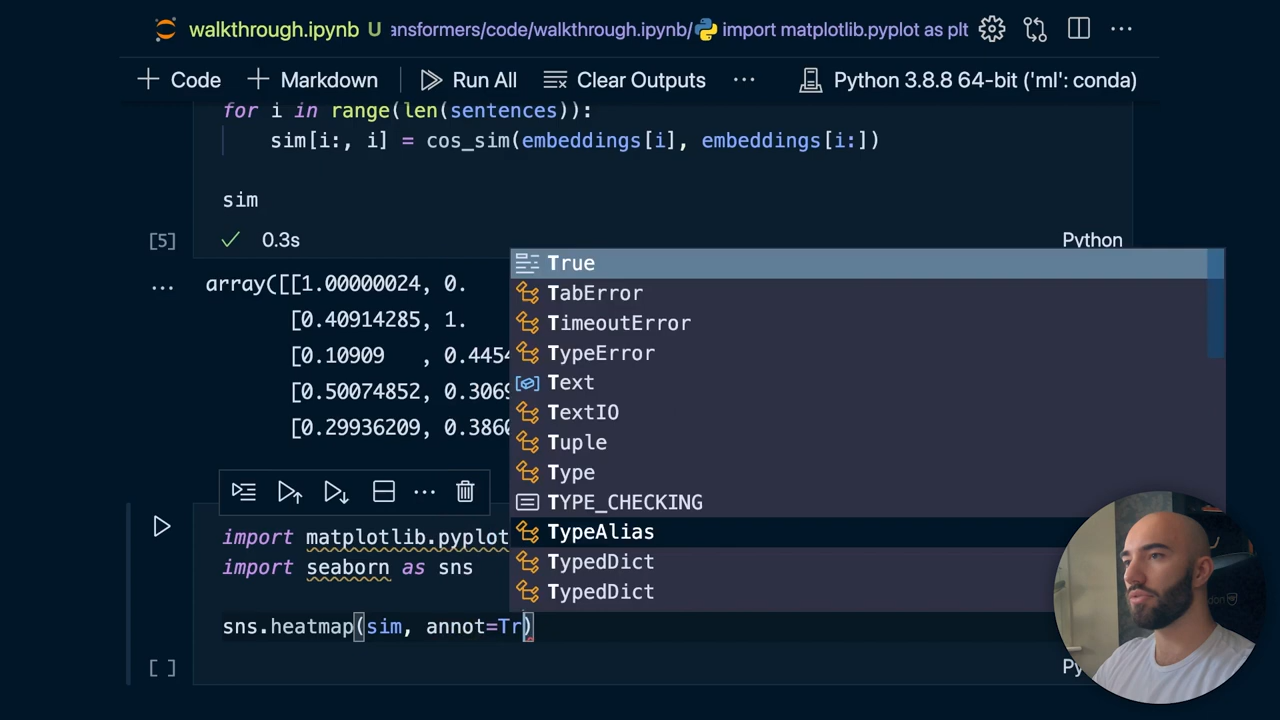 walkthrough.ipynb U ansformers/code/walkthrough.ipynb/ import matplotlib.pyplot as plt
Code Markdown Run All Clear Outputs ... Python 3.8.8 64-bit ('ml': conda)
for i in range(len(sentences)):
sim[i:, i] = cos_sim(embeddings[i], embeddings[i:])
sim
[5] 0.3s Python
... array([[1.00000024, 0.
[0.40914285, 1.
[0.10909   , 0.4454
[0.50074852, 0.3069
[0.29936209, 0.3860
True
TabError
TimeoutError
TypeError
Text
TextIO
Tuple
Type
TYPE_CHECKING
TypeAlias
TypedDict
TypedDict
import matplotlib.pyplot
import seaborn as sns
sns.heatmap(sim, annot=Tr)
[ ]